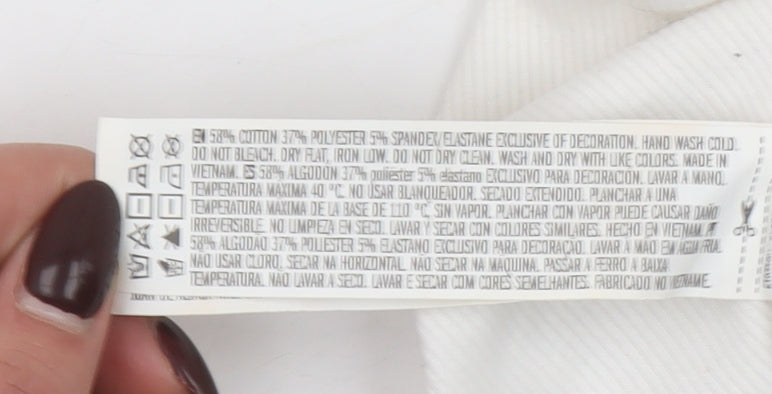 EN 58% COTTON 37% POLYESTER 5% SPANDEX/ELASTANE EXCLUSIVE OF DECORATION. HAND WASH COLD.
DO NOT BLEACH. DRY FLAT, IRON LOW. DO NOT DRY CLEAN. WASH AND DRY WITH LIKE COLORS. MADE IN
VIETNAM. ES 58% ALGODÓN 37% poliéster 5% elastano EXCLUSIVO PARA DECORACIÓN. LAVAR A MANO.
TEMPERATURA MAXIMA 40 °C. NO USAR BLANQUEADOR. SECADO EXTENDIDO. PLANCHAR A UNA
TEMPERATURA MAXIMA DE LA BASE DE 110 °C, SIN VAPOR. PLANCHAR CON VAPOR PUEDE CAUSAR DAÑO
IRREVERSIBLE. NO LIMPIEZA EN SECO. LAVAR Y SECAR CON COLORES SIMILARES. HECHO EN VIETNAM. PT
58% ALGODÃO 37% POLIESTER 5% ELASTANO EXCLUSIVO PARA DECORAÇÃO. LAVAR A MÃO EM AGUA FRIA.
NÃO USAR CLORO, SECAR NA HORIZONTAL. NÃO SECAR NA MAQUINA. PASSAR A FERRO A BAIXA
TEMPERATURA. NÃO LAVAR A SECO. LAVAR E SECAR COM CORES SEMELHANTES. FABRICADO NO VIETNAME.